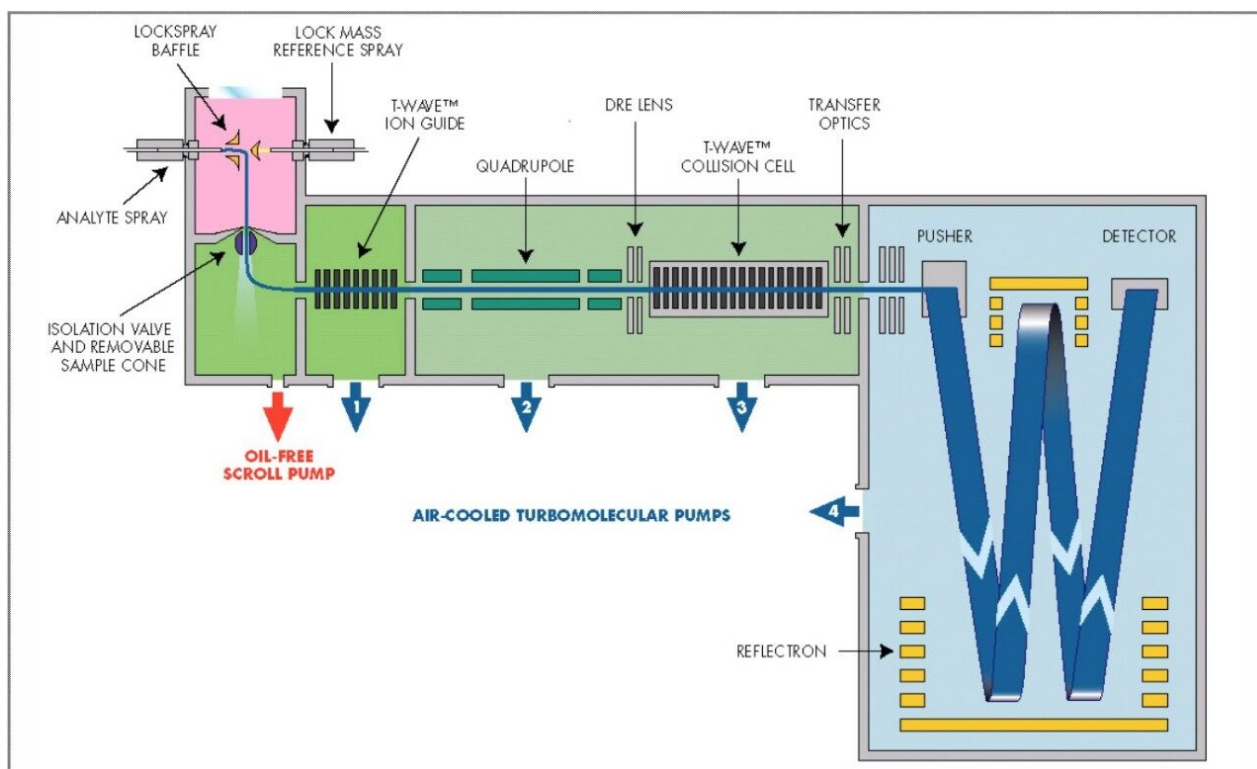 LOCKSPRAY
BAFFLE
LOCK MASS
REFERENCE SPRAY
T-WAVE™
ION GUIDE
DRE LENS
TRANSFER
OPTICS
QUADRUPOLE
T-WAVE™
COLLISION CELL
ANALYTE SPRAY
PUSHER
DETECTOR
ISOLATION VALVE
AND REMOVABLE
SAMPLE CONE
1
2
3
OIL-FREE
SCROLL PUMP
AIR-COOLED TURBOMOLECULAR PUMPS
4
REFLECTRON